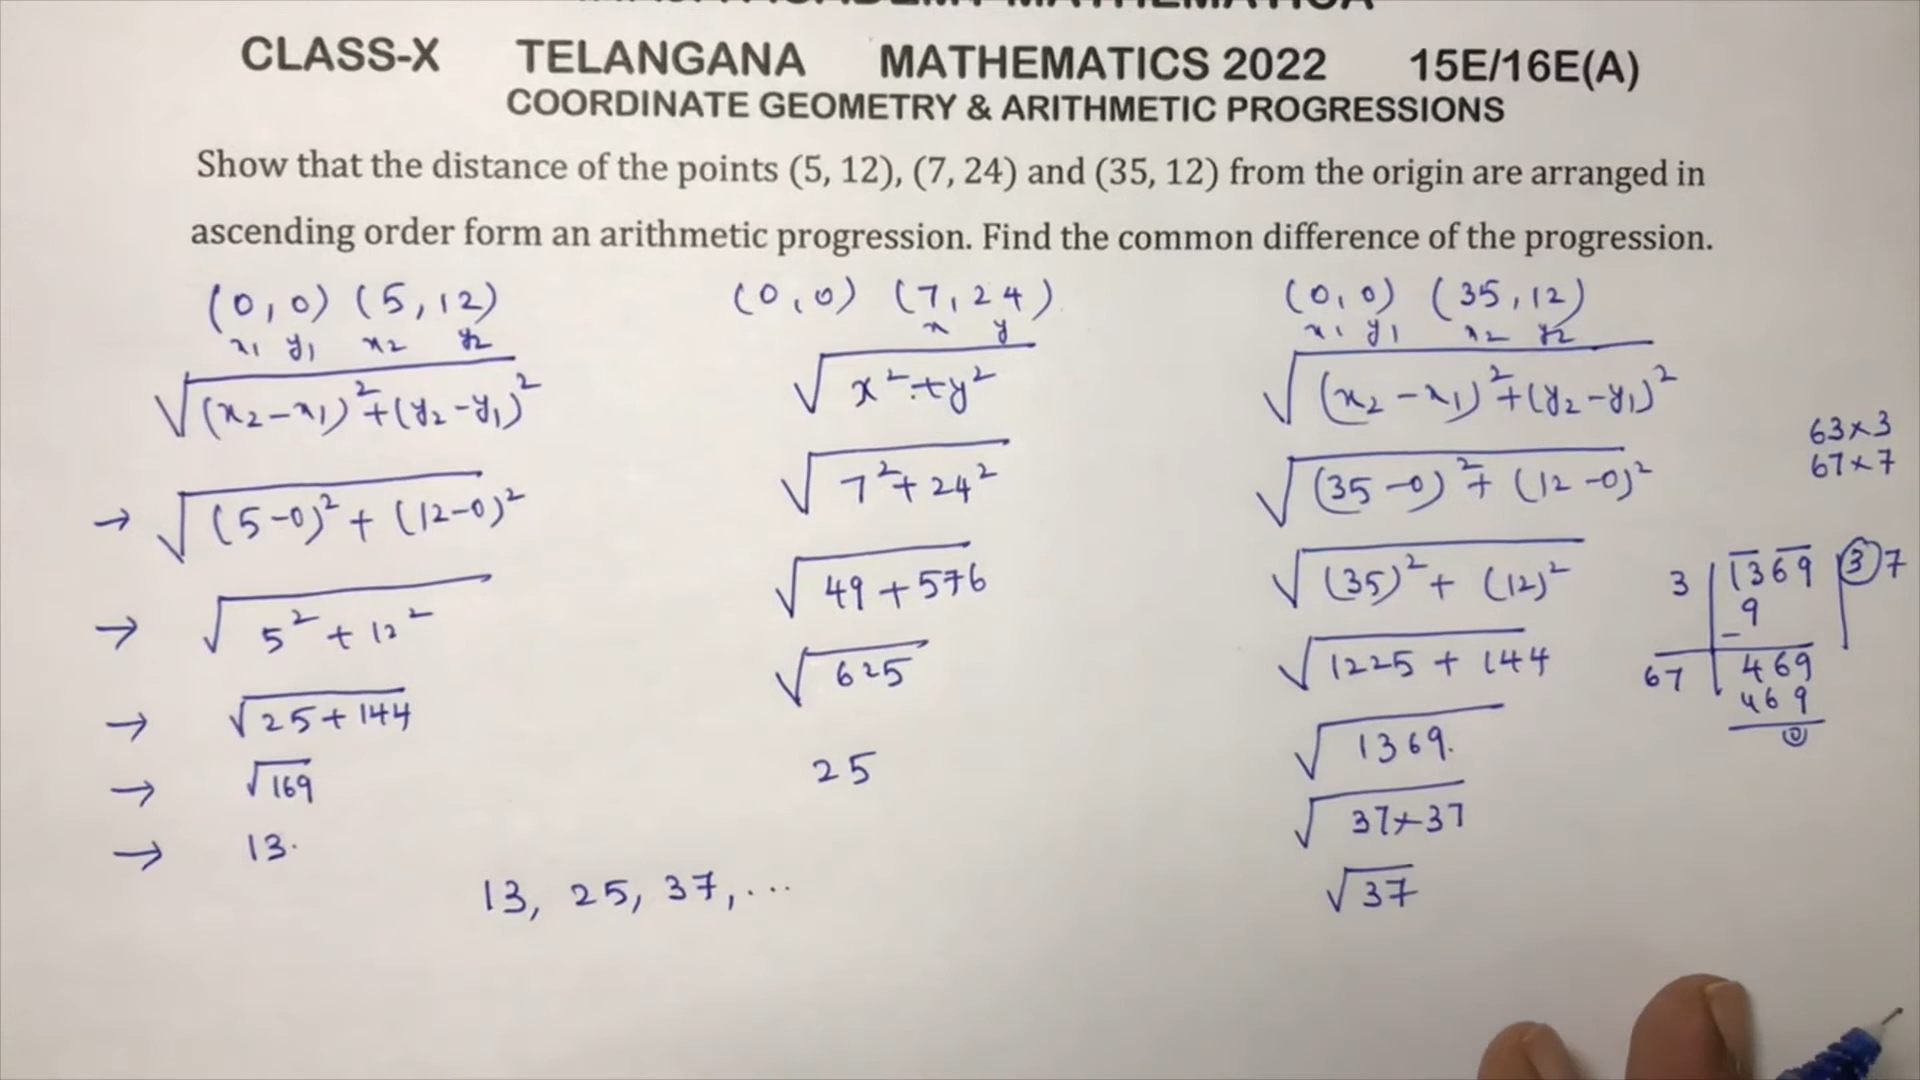 CLASS-X TELANGANA MATHEMATICS 2022 15E/16E(A)
COORDINATE GEOMETRY & ARITHMETIC PROGRESSIONS
Show that the distance of the points (5, 12), (7, 24) and (35, 12) from the origin are arranged in
ascending order form an arithmetic progression. Find the common difference of the progression.
(0,0) (5,12)
x₁ y₁ x₂ y₂
√(x₂-x₁)²+(y₂-y₁)²
→ √(5-0)²+(12-0)²
→ √5²+12²
→ √25+144
→ √169
→ 13.
(0,0) (7,24)
x y
√x²+y²
√7²+24²
√49+576
√625
25
(0,0) (35,12)
x₁ y₁ x₂ y₂
√(x₂-x₁)²+(y₂-y₁)²
√(35-0)²+(12-0)²
√(35)²+(12)²
√1225+144
√1369.
√37×37
√37
63×3
67×7
3 1369 37
9
67 469
469
0
13, 25, 37, ...